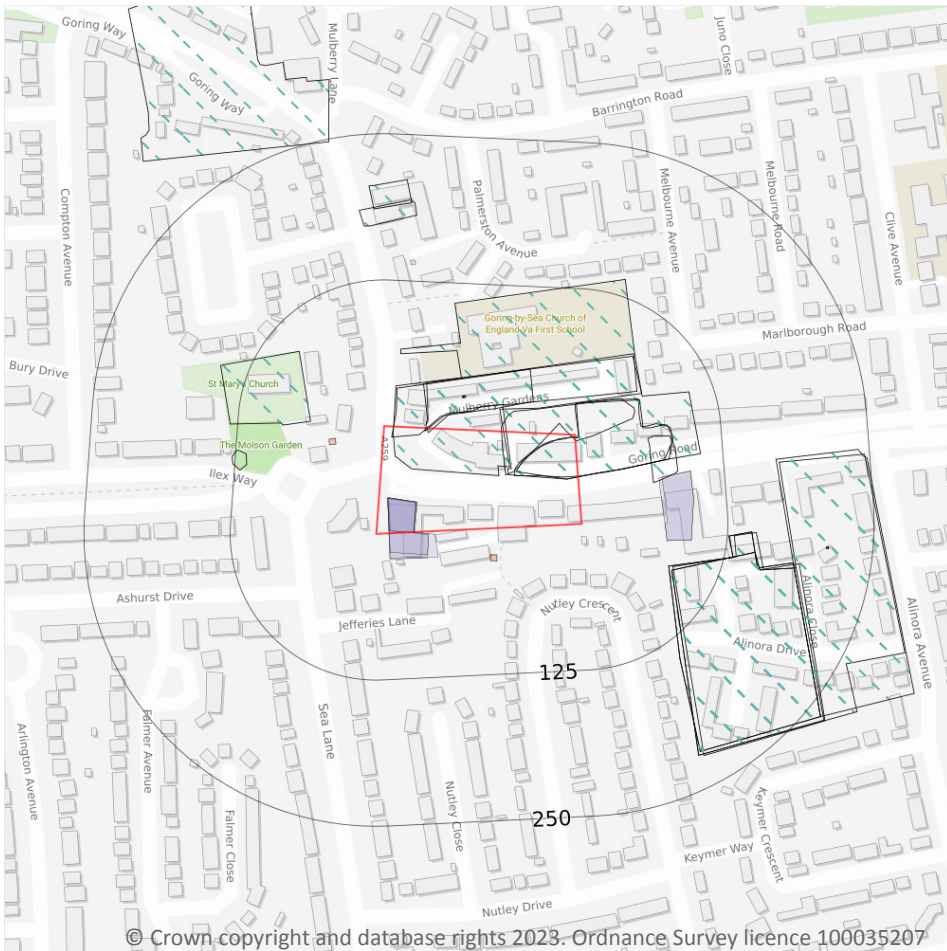 Goring Way
Mulberry Lane
Juno Close
Goring Way
Barrington Road
Compton Avenue
Palmerston Avenue
Melbourne Avenue
Melbourne Road
Clive Avenue
Goring-by-Sea Church of
England Va First School
Marlborough Road
Bury Drive
St Mary's Church
Mulberry Gardens
The Molson Garden
A259
Goring Road
Ilex Way
Ashurst Drive
Jefferies Lane
Nutley Crescent
Alinora Close
Alinora Drive
Alinora Avenue
125
Sea Lane
Falmer Avenue
Arlington Avenue
Nutley Close
Falmer Close
250
Keymer Crescent
Keymer Way
Nutley Drive
© Crown copyright and database rights 2023. Ordnance Survey licence 100035207